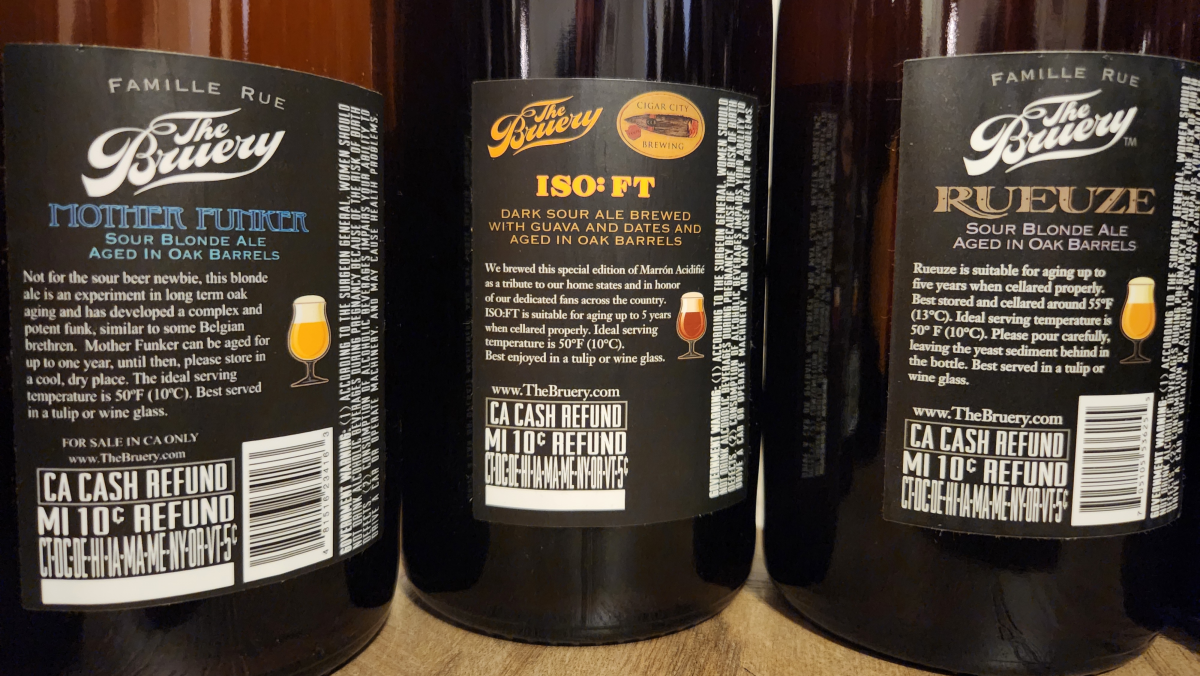 FAMILLE RUE
The Bruery
MOTHER FUNKER
SOUR BLONDE ALE
AGED IN OAK BARRELS
Not for the sour beer newbie, this blonde
ale is an experiment in long term oak
aging and has developed a complex and
potent funk, similar to some Belgian
brethren. Mother Funker can be aged for
up to one year, until then, please store in
a cool, dry place. The ideal serving
temperature is 50°F (10°C). Best served
in a tulip or wine glass.
FOR SALE IN CA ONLY
www.TheBruery.com
CA CASH REFUND
MI 10¢ REFUND
CT·DC·DE·HI·IA·MA·ME·NY·OR·VT·5¢
The Bruery
CIGAR CITY
BREWING
ISO:FT
DARK SOUR ALE BREWED
WITH GUAVA AND DATES AND
AGED IN OAK BARRELS
We brewed this special edition of Marrón Acidifié
as a tribute to our home states and in honor
of our dedicated fans across the country.
ISO:FT is suitable for aging up to 5 years
when cellared properly. Ideal serving
temperature is 50°F (10°C).
Best enjoyed in a tulip or wine glass.
www.TheBruery.com
CA CASH REFUND
MI 10¢ REFUND
CT·DC·DE·HI·IA·MA·ME·NY·OR·VT·5¢
FAMILLE RUE
The Bruery TM
RUEUZE
SOUR BLONDE ALE
AGED IN OAK BARRELS
Rueuze is suitable for aging up to
five years when cellared properly.
Best stored and cellared around 55°F
(13°C). Ideal serving temperature is
50° F (10°C). Please pour carefully,
leaving the yeast sediment behind in
the bottle. Best served in a tulip or
wine glass.
www.TheBruery.com
CA CASH REFUND
MI 10¢ REFUND
CT·DC·DE·HI·IA·MA·ME·NY·OR·VT·5¢